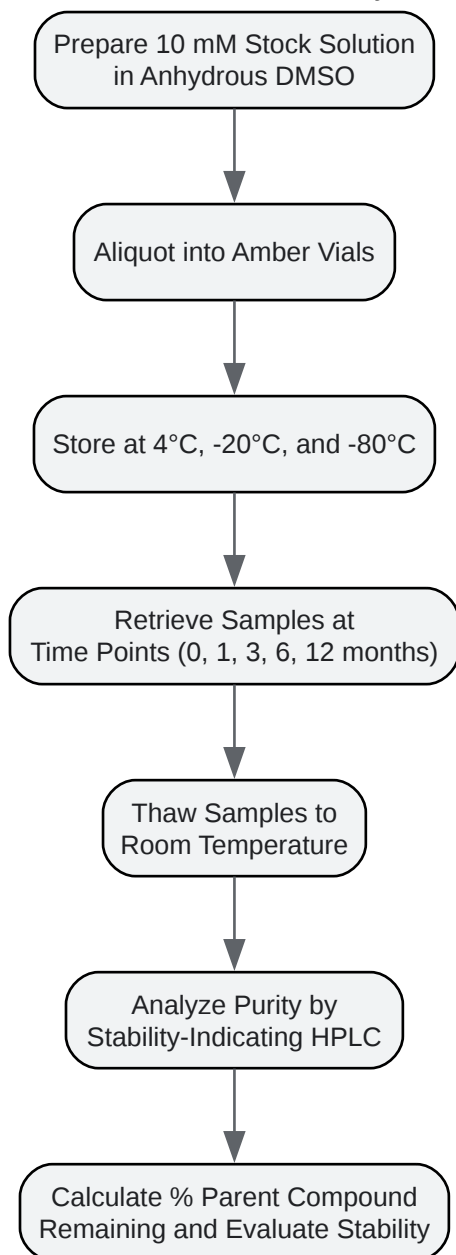 Prepare 10 mM Stock Solution
in Anhydrous DMSO
Aliquot into Amber Vials
Store at 4°C, -20°C, and -80°C
Retrieve Samples at
Time Points (0, 1, 3, 6, 12 months)
Thaw Samples to
Room Temperature
Analyze Purity by
Stability-Indicating HPLC
Calculate % Parent Compound
Remaining and Evaluate Stability